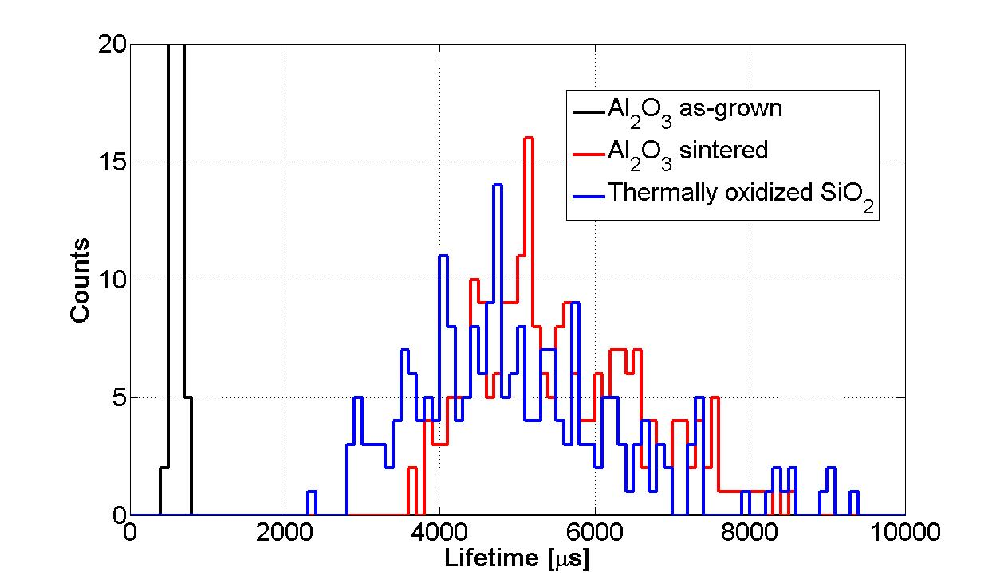 20
15
10
5
0
Counts
Al2O3 as-grown
Al2O3 sintered
Thermally oxidized SiO2
0 2000 4000 6000 8000 10000
Lifetime [μs]